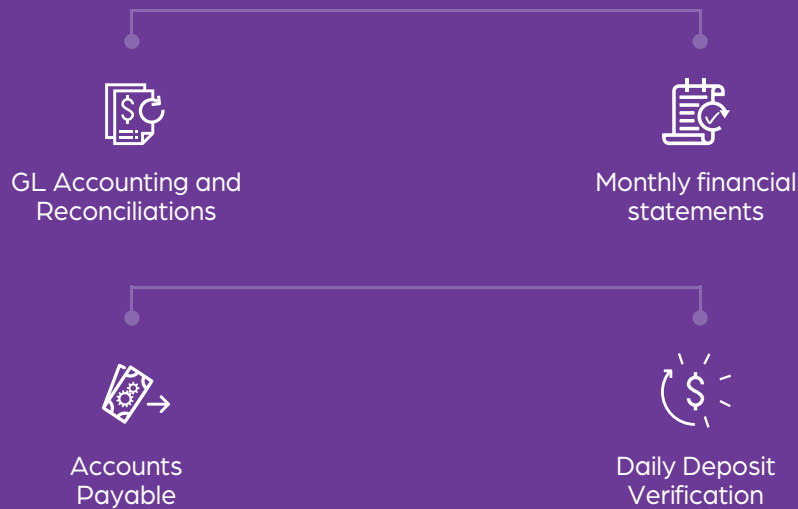 GL Accounting and
Reconciliations
Monthly financial
statements
Accounts
Payable
Daily Deposit
Verification